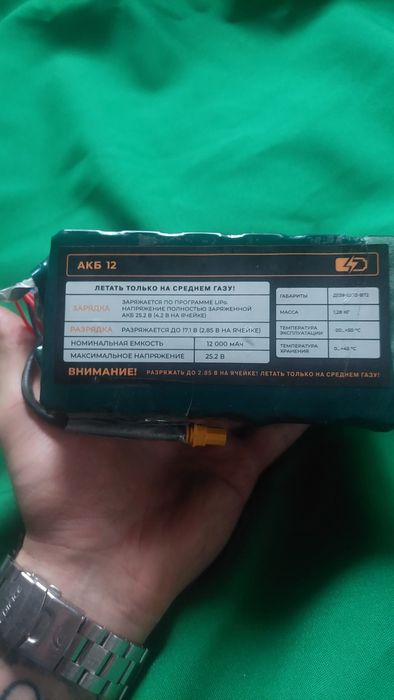 АКБ 12
ЛЕТАТЬ ТОЛЬКО НА СРЕДНЕМ ГАЗУ!
ЗАРЯДКА
ЗАРЯЖАЕТСЯ ПО ПРОГРАММЕ LiPo.
НАПРЯЖЕНИЕ ПОЛНОСТЬЮ ЗАРЯЖЕННОЙ
АКБ 25.2 В (4.2 В НА ЯЧЕЙКЕ)
РАЗРЯДКА
РАЗРЯЖАЕТСЯ ДО 17.1 В (2,85 В НА ЯЧЕЙКЕ)
НОМИНАЛЬНАЯ ЕМКОСТЬ
12 000 мАч
МАКСИМАЛЬНОЕ НАПРЯЖЕНИЕ
25.2 В
ГАБАРИТЫ
МАССА
1,28 КГ
ТЕМПЕРАТУРА
ЭКСПЛУАТАЦИИ
ТЕМПЕРАТУРА
ХРАНЕНИЯ
ВНИМАНИЕ!
РАЗРЯЖАТЬ ДО 2.85 В НА ЯЧЕЙКЕ! ЛЕТАТЬ ТОЛЬКО НА СРЕДНЕМ ГАЗУ!